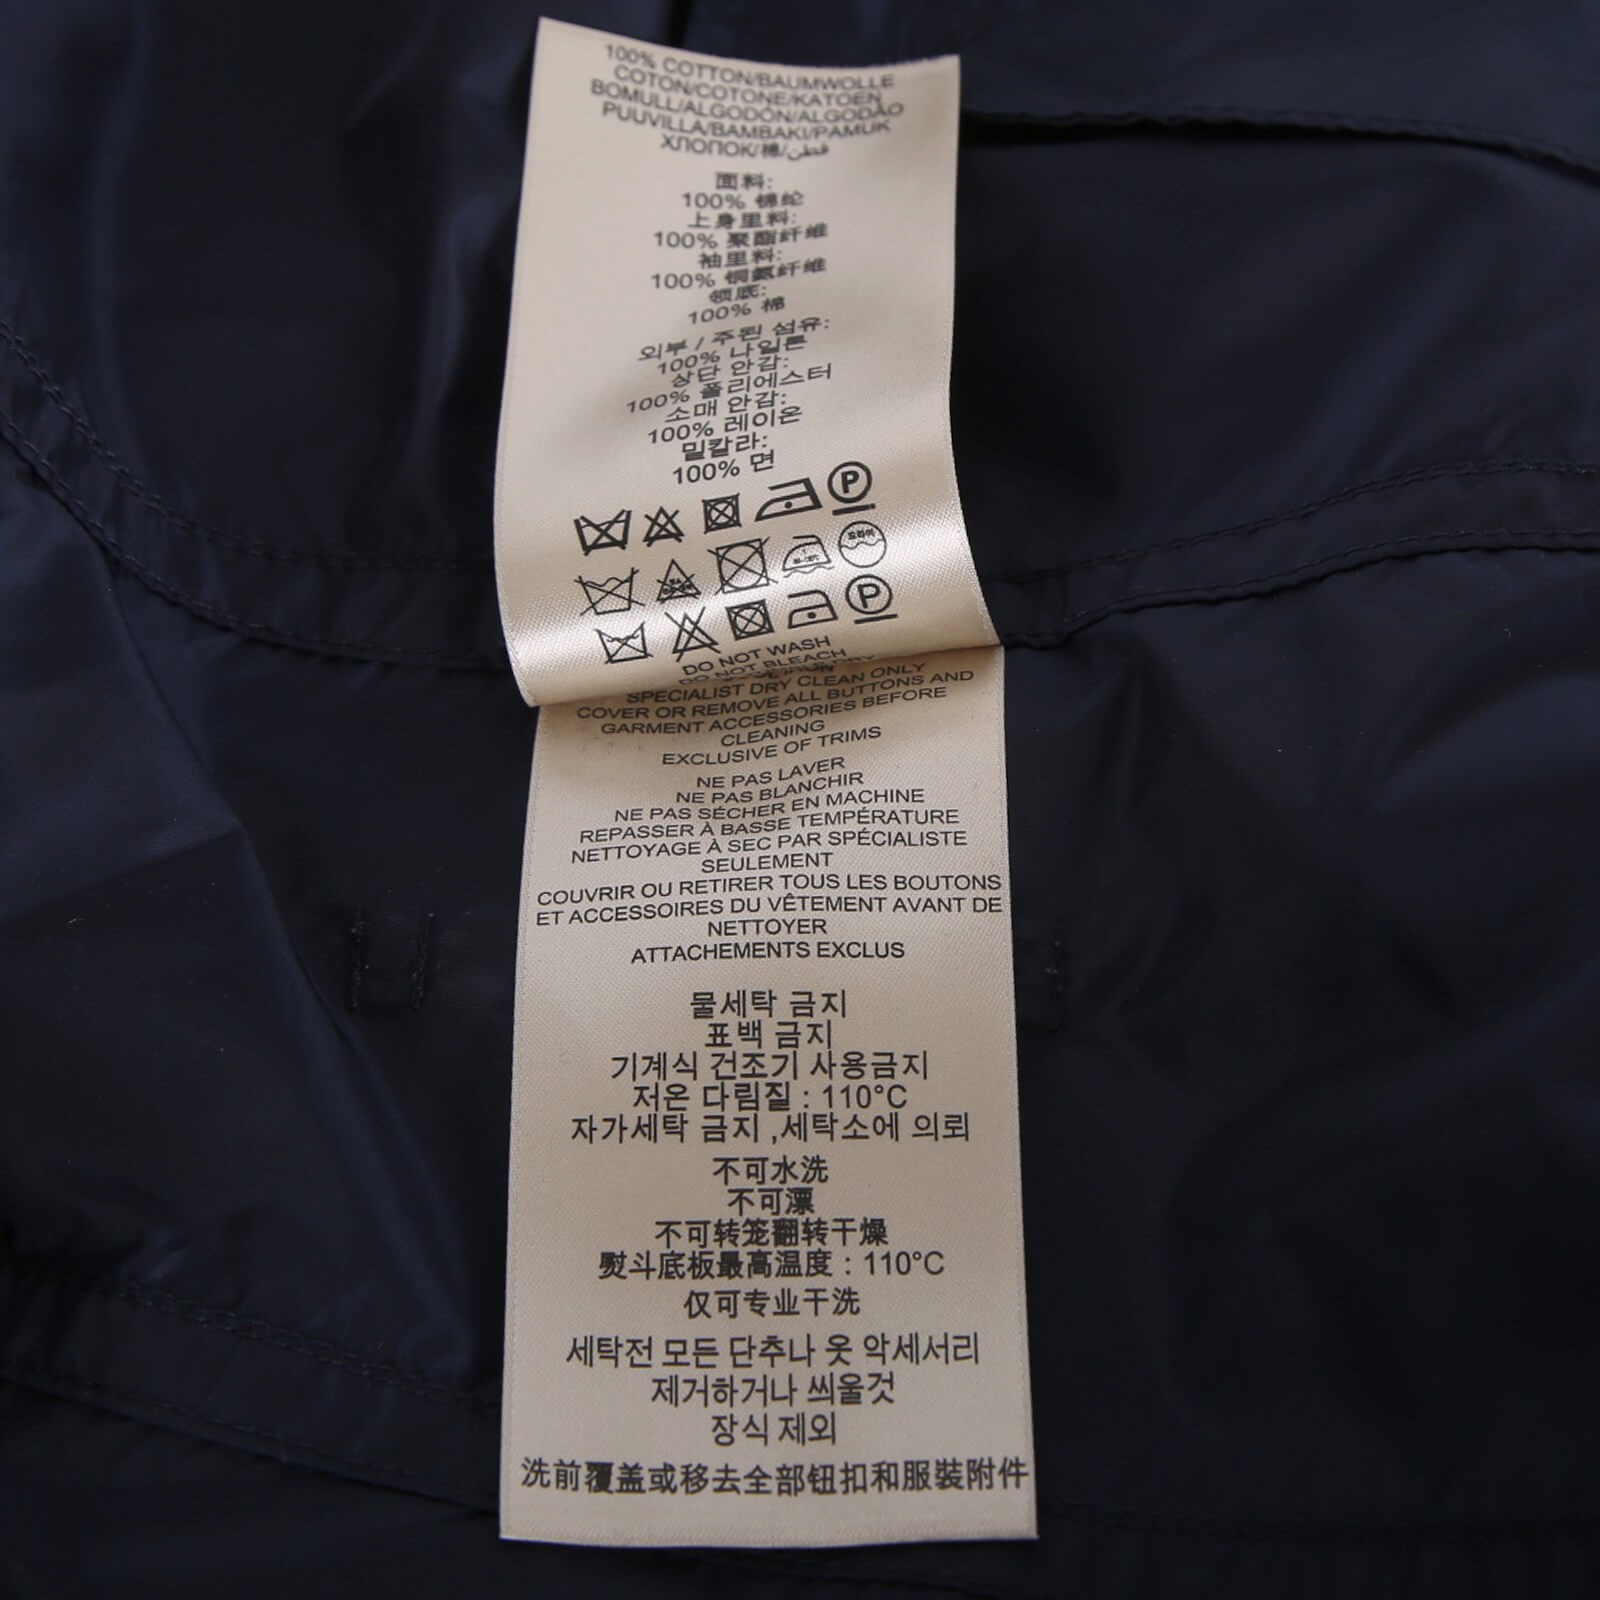 100% COTTON/BAUMWOLLE
COTON/COTONE/KATOEN
BOMULL/ALGODÓN/ALGODÃO
PUUVILLA/BAMBAKI/PAMUK
ХЛОПОК/棉/قطن
面料:
100% 锦纶
上身里料:
100% 聚酯纤维
袖里料:
100% 铜氨纤维
领底:
100% 棉
외부 / 주된 섬유:
100% 나일론
상단 안감:
100% 폴리에스터
소매 안감:
100% 레이온
밑칼라:
100% 면
P
P
DO NOT WASH
DO NOT BLEACH
SPECIALIST DRY CLEAN ONLY
COVER OR REMOVE ALL BUTTONS AND
GARMENT ACCESSORIES BEFORE
CLEANING
EXCLUSIVE OF TRIMS
NE PAS LAVER
NE PAS BLANCHIR
NE PAS SÉCHER EN MACHINE
REPASSER À BASSE TEMPÉRATURE
NETTOYAGE À SEC PAR SPÉCIALISTE
SEULEMENT
COUVRIR OU RETIRER TOUS LES BOUTONS
ET ACCESSOIRES DU VÊTEMENT AVANT DE
NETTOYER
ATTACHEMENTS EXCLUS
물세탁 금지
표백 금지
기계식 건조기 사용금지
저온 다림질 : 110°C
자가세탁 금지 ,세탁소에 의뢰
不可水洗
不可漂
不可转笼翻转干燥
熨斗底板最高温度 : 110°C
仅可专业干洗
세탁전 모든 단추나 옷 악세서리
제거하거나 씌울것
장식 제외
洗前覆盖或移去全部钮扣和服裝附件